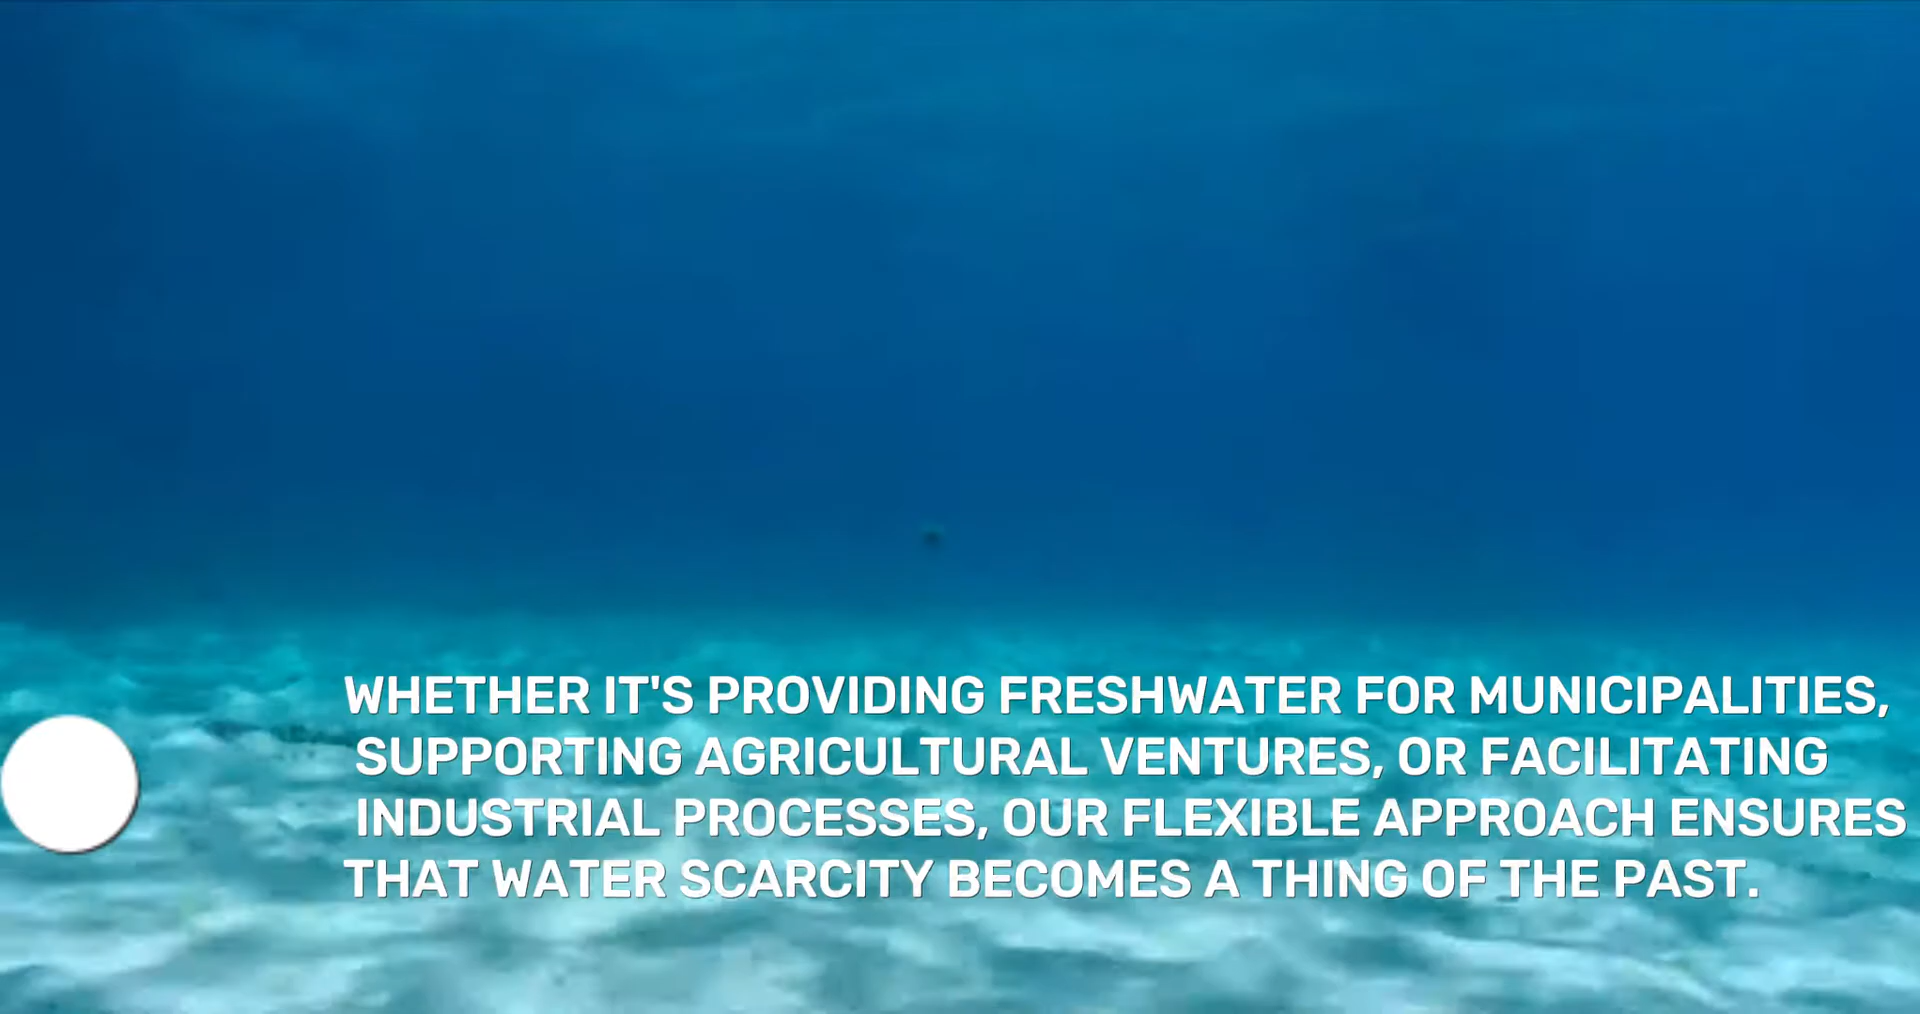 WHETHER IT'S PROVIDING FRESHWATER FOR MUNICIPALITIES,
SUPPORTING AGRICULTURAL VENTURES, OR FACILITATING
INDUSTRIAL PROCESSES, OUR FLEXIBLE APPROACH ENSURES
THAT WATER SCARCITY BECOMES A THING OF THE PAST.